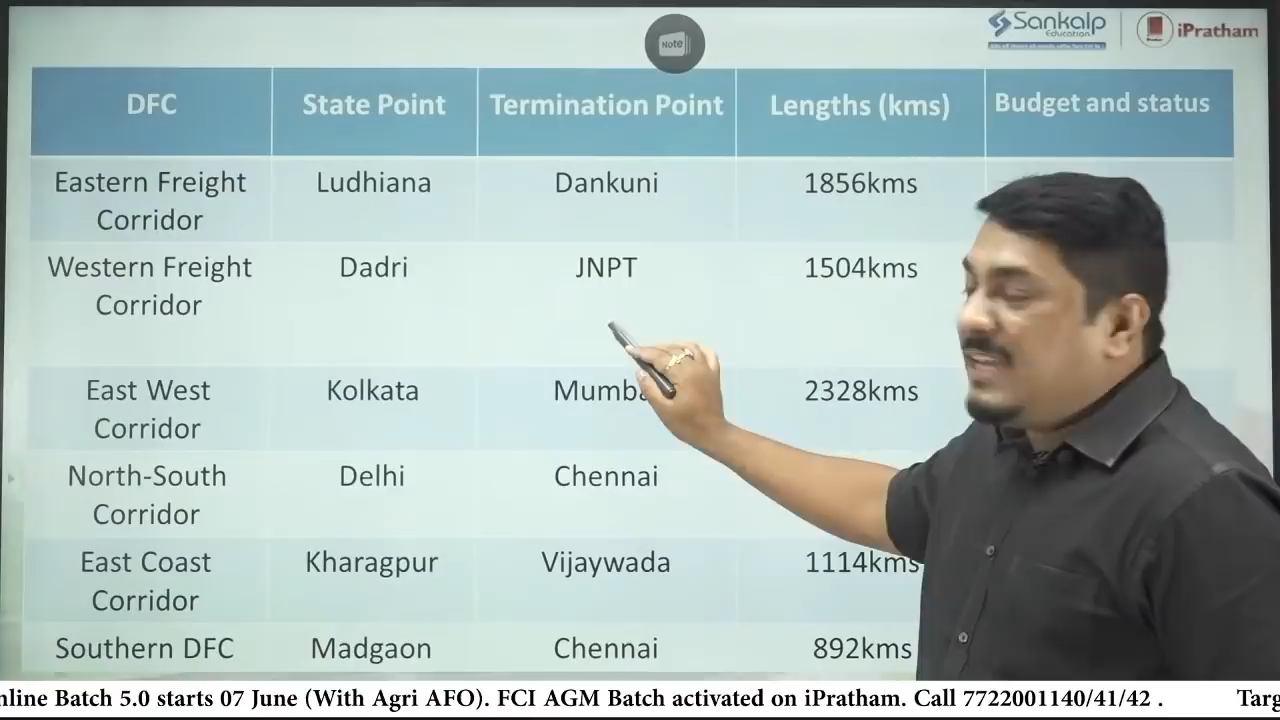 Note
Sankalp
Education
iPratham
DFC State Point Termination Point Lengths (kms) Budget and status
Eastern Freight Corridor Ludhiana Dankuni 1856kms
Western Freight Corridor Dadri JNPT 1504kms
East West Corridor Kolkata Mumba 2328kms
North-South Corridor Delhi Chennai
East Coast Corridor Kharagpur Vijaywada 1114kms
Southern DFC Madgaon Chennai 892kms
nline Batch 5.0 starts 07 June (With Agri AFO). FCI AGM Batch activated on iPratham. Call 7722001140/41/42 . Targ